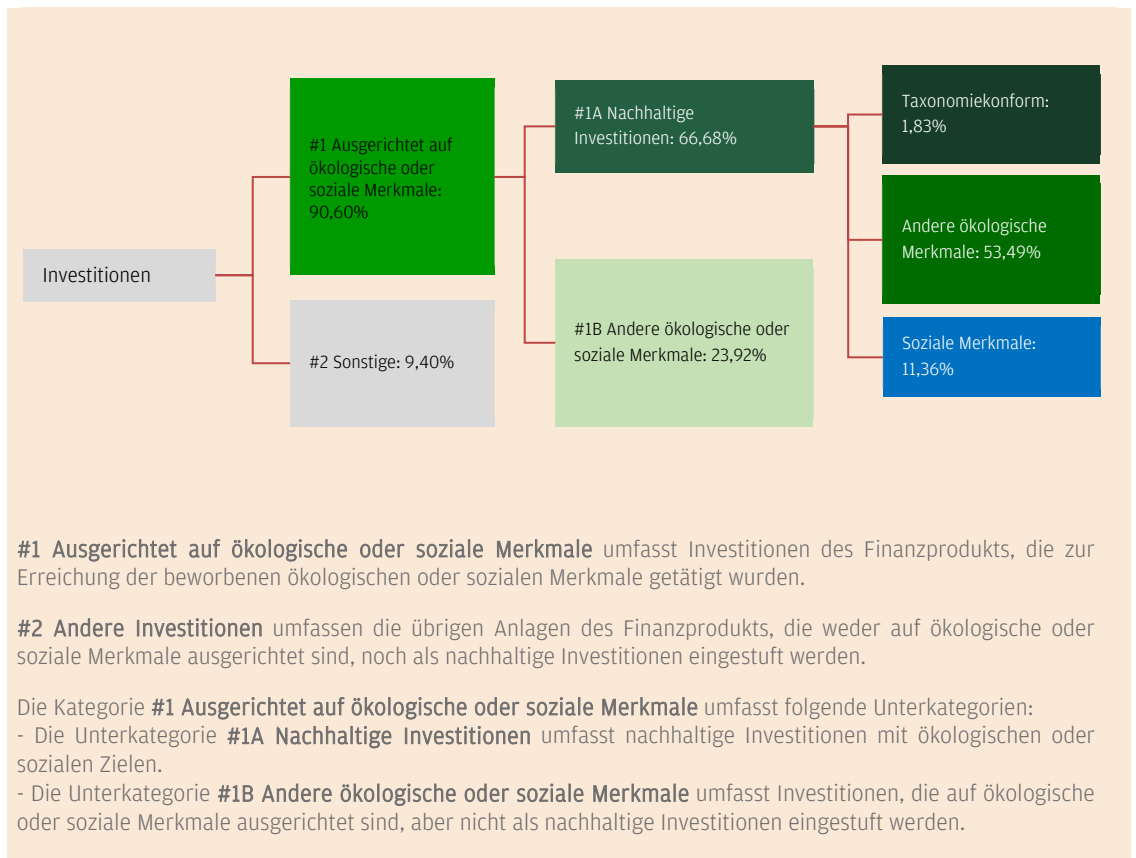 Investitionen
#1 Ausgerichtet auf
ökologische oder
soziale Merkmale:
90,60%
#2 Sonstige: 9,40%
#1A Nachhaltige
Investitionen: 66,68%
#1B Andere ökologische oder
soziale Merkmale: 23,92%
Taxonomiekonform:
1,83%
Andere ökologische
Merkmale: 53,49%
Soziale Merkmale:
11,36%
#1 Ausgerichtet auf ökologische oder soziale Merkmale umfasst Investitionen des Finanzprodukts, die zur
Erreichung der beworbenen ökologischen oder sozialen Merkmale getätigt wurden.
#2 Andere Investitionen umfassen die übrigen Anlagen des Finanzprodukts, die weder auf ökologische oder
soziale Merkmale ausgerichtet sind, noch als nachhaltige Investitionen eingestuft werden.
Die Kategorie #1 Ausgerichtet auf ökologische oder soziale Merkmale umfasst folgende Unterkategorien:
- Die Unterkategorie #1A Nachhaltige Investitionen umfasst nachhaltige Investitionen mit ökologischen oder
sozialen Zielen.
- Die Unterkategorie #1B Andere ökologische oder soziale Merkmale umfasst Investitionen, die auf ökologische
oder soziale Merkmale ausgerichtet sind, aber nicht als nachhaltige Investitionen eingestuft werden.